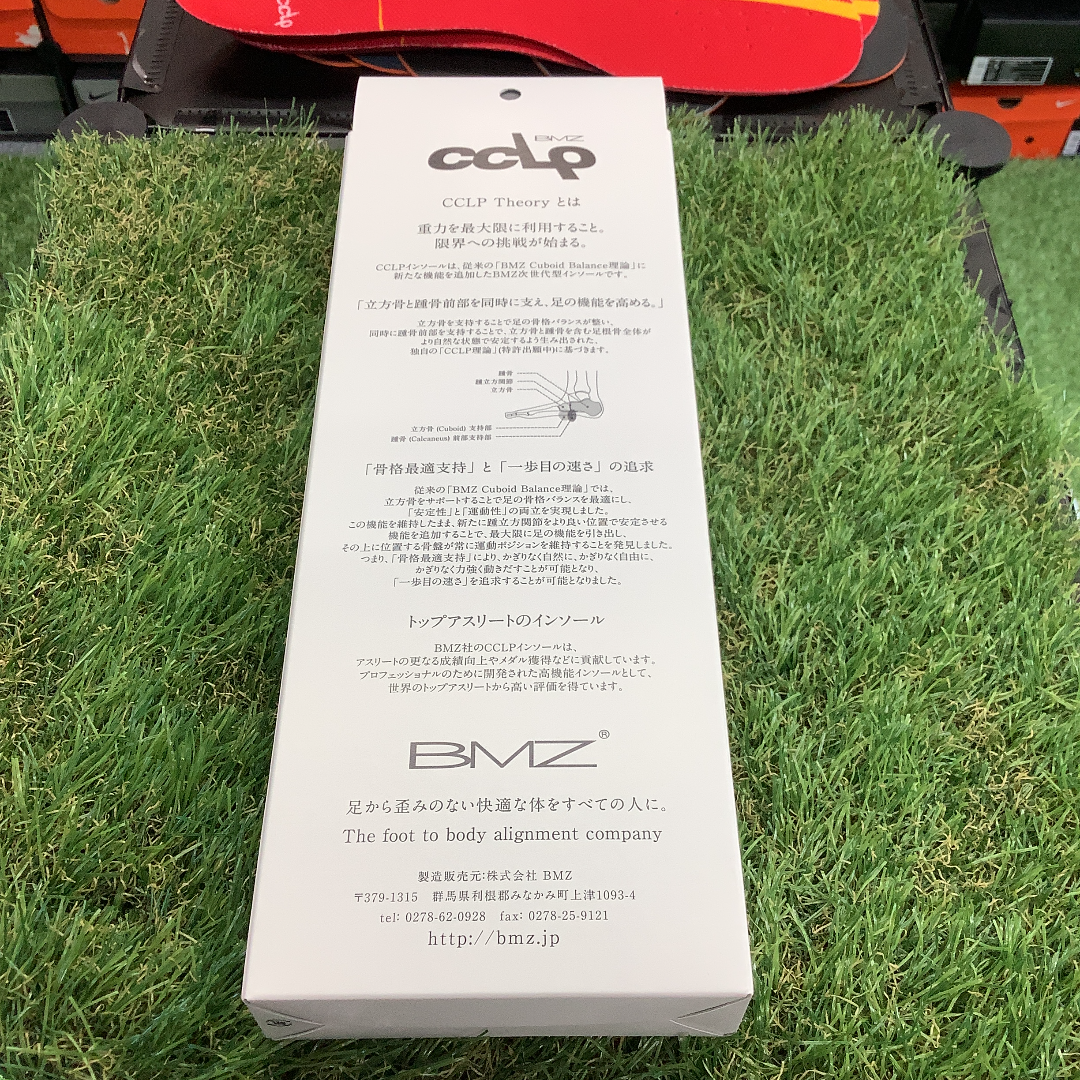 cclp
BMZ
ccLp
CCLP Theory とは
重力を最大限に利用すること。
限界への挑戦が始まる。
CCLPインソールは、従来の「BMZ Cuboid Balance理論」に
新たな機能を追加したBMZ次世代型インソールです。
「立方骨と踵骨前部を同時に支え、足の機能を高める。」
立方骨を支持することで足の骨格バランスが整い、
同時に踵骨前部を支持することで、立方骨と踵骨を含む足根骨全体が
より自然な状態で安定するよう生み出された、
独自の「CCLP理論」(特許出願中)に基づきます。
踵骨
踵立方関節
立方骨
立方骨 (Cuboid) 支持部
踵骨 (Calcaneus) 前部支持部
「骨格最適支持」と「一歩目の速さ」の追求
従来の「BMZ Cuboid Balance理論」では、
立方骨をサポートすることで足の骨格バランスを最適にし、
「安定性」と「運動性」の両立を実現しました。
この機能を維持したまま、新たに踵立方関節をより良い位置で安定させる
機能を追加することで、最大限に足の機能を引き出し、
その上に位置する骨盤が常に運動ポジションを維持することを発見しました。
つまり、「骨格最適支持」により、かぎりなく自然に、かぎりなく自由に、
かぎりなく力強く動きだすことが可能となり、
「一歩目の速さ」を追求することが可能となりました。
トップアスリートのインソール
BMZ社のCCLPインソールは、
アスリートの更なる成績向上やメダル獲得などに貢献しています。
プロフェッショナルのために開発された高機能インソールとして、
世界のトップアスリートから高い評価を得ています。
BMZ®
足から歪みのない快適な体をすべての人に。
The foot to body alignment company
製造販売元:株式会社 BMZ
〒379-1315 群馬県利根郡みなかみ町上津1093-4
tel: 0278-62-0928 fax: 0278-25-9121
http://bmz.jp